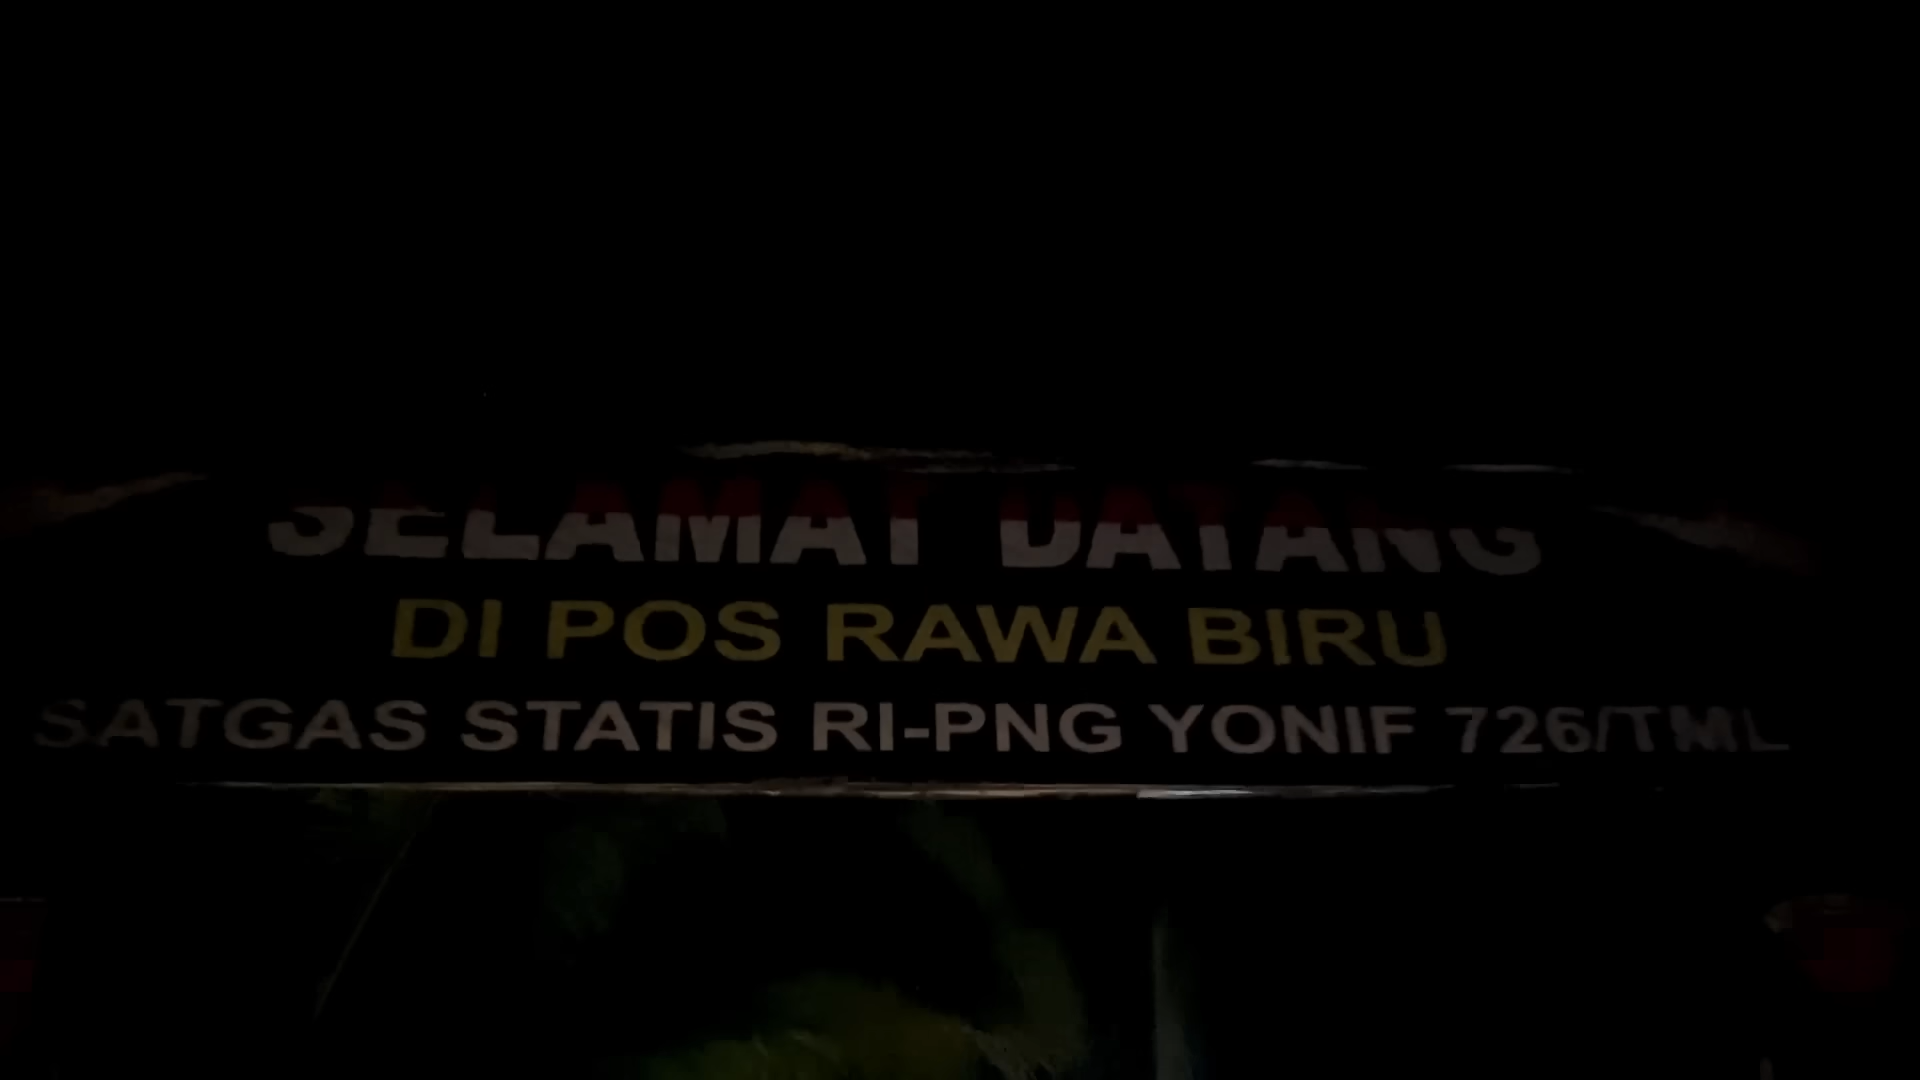 SELAMAT DATANG
DI POS RAWA BIRU
SATGAS STATIS RI-PNG YONIF 726/TML